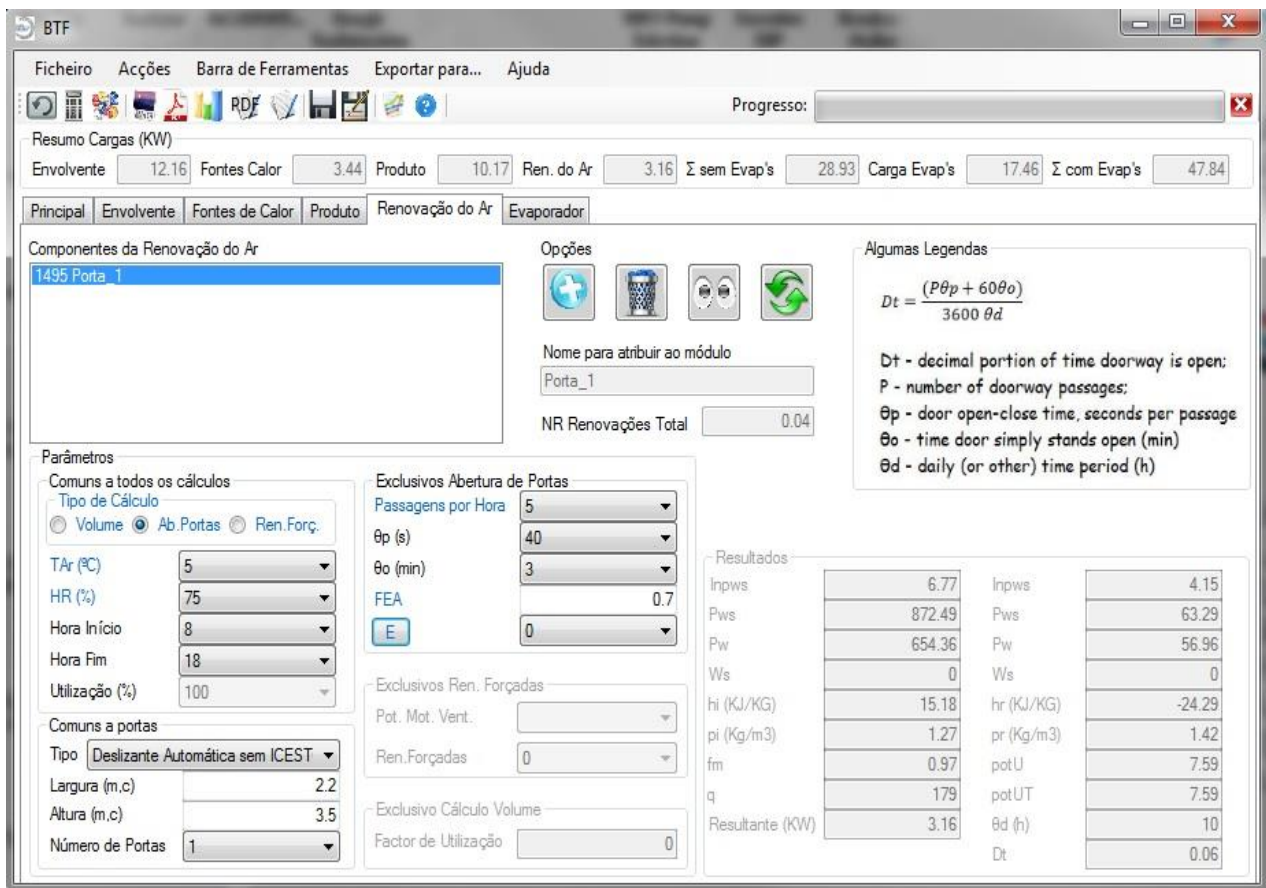 BTF
Ficheiro Acções Barra de Ferramentas Exportar para... Ajuda
RDF Progresso:
Resumo Cargas (KW)
Envolvente 12.16 Fontes Calor 3.44 Produto 10.17 Ren. do Ar 3.16 Σ sem Evap's 28.93 Carga Evap's 17.46 Σ com Evap's 47.84
Principal Envolvente Fontes de Calor Produto Renovação do Ar Evaporador
Componentes da Renovação do Ar
1495 Porta_1
Opções
Nome para atribuir ao módulo
Porta_1
NR Renovações Total 0.04
Algumas Legendas
Dt = (Pθp + 60θo) / 3600 θd
Dt - decimal portion of time doorway is open;
P - number of doorway passages;
θp - door open-close time, seconds per passage
θo - time door simply stands open (min)
θd - daily (or other) time period (h)
Parâmetros
Comuns a todos os cálculos
Tipo de Cálculo
Volume Ab.Portas Ren.Forç.
TAr (ºC) 5
HR (%) 75
Hora Início 8
Hora Fim 18
Utilização (%) 100
Comuns a portas
Tipo Deslizante Automática sem ICEST
Largura (m,c) 2.2
Altura (m,c) 3.5
Número de Portas 1
Exclusivos Abertura de Portas
Passagens por Hora 5
θp (s) 40
θo (min) 3
FEA 0.7
E 0
Exclusivos Ren. Forçadas
Pot. Mot. Vent.
Ren.Forçadas 0
Exclusivo Cálculo Volume
Factor de Utilização 0
Resultados
lnpws 6.77 lnpws 4.15
Pws 872.49 Pws 63.29
Pw 654.36 Pw 56.96
Ws 0 Ws 0
hi (KJ/KG) 15.18 hr (KJ/KG) -24.29
pi (Kg/m3) 1.27 pr (Kg/m3) 1.42
fm 0.97 potU 7.59
q 179 potUT 7.59
Resultante (KW) 3.16 θd (h) 10
Dt 0.06